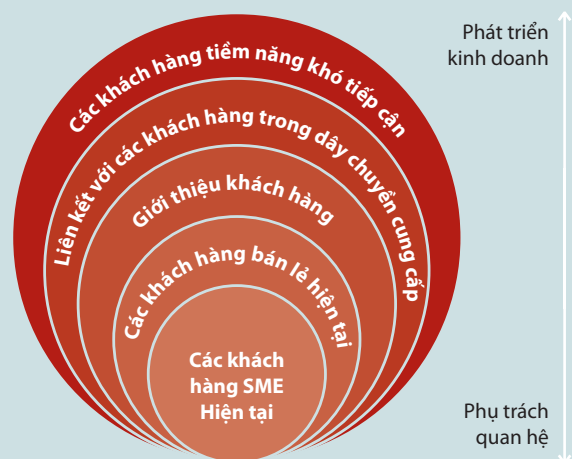 Các khách hàng tiềm năng khó tiếp cận
Liên kết với các khách hàng trong dây chuyền cung cấp
Giới thiệu khách hàng
Các khách hàng bán lẻ hiện tại
Các khách
hàng SME
Hiện tại
Phát triển
kinh doanh
Phụ trách
quan hệ